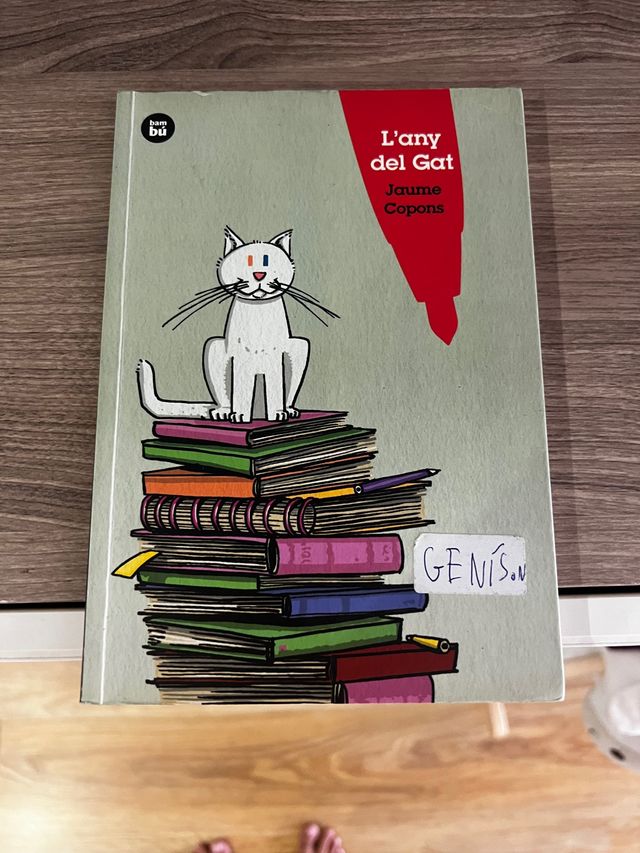 bam
bú
L'any
del Gat
Jaume
Copons
GENÍS.N